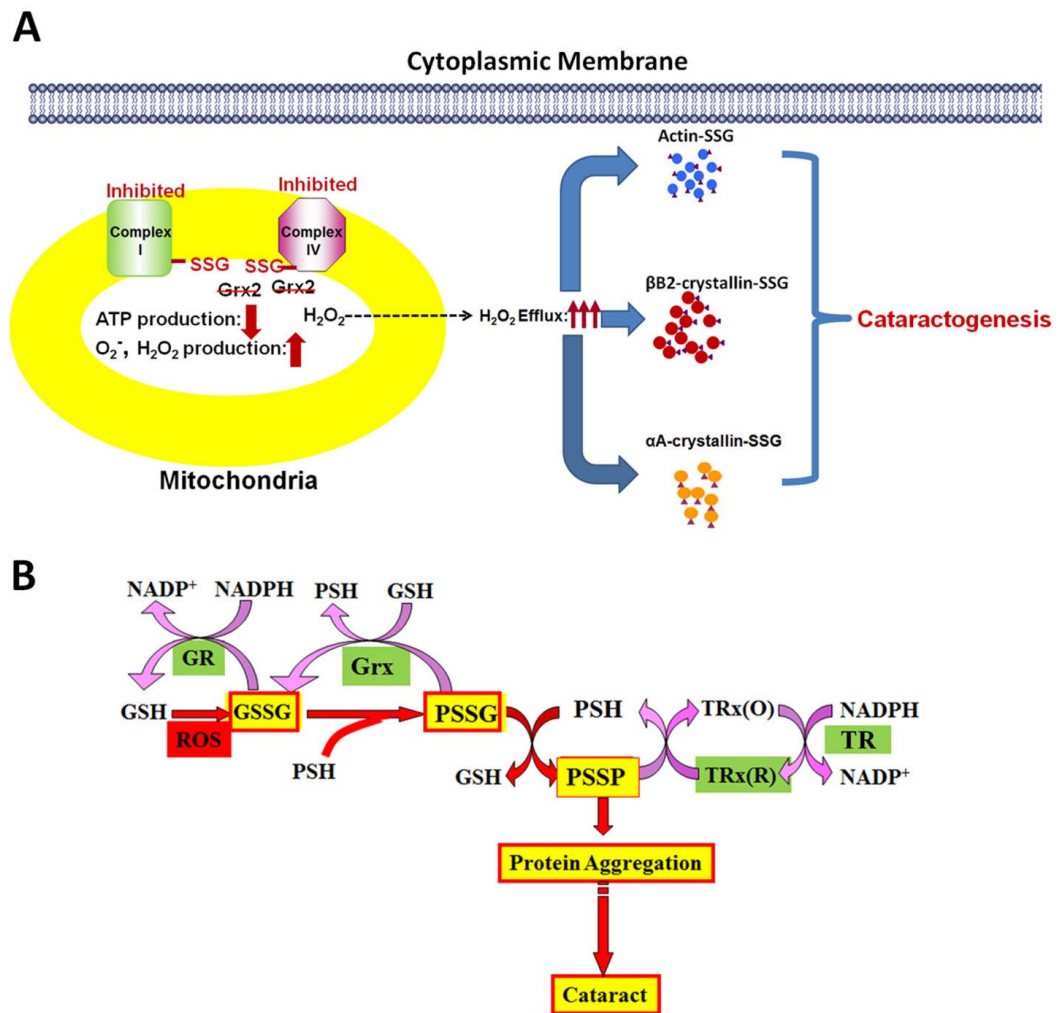 A
Cytoplasmic Membrane
Inhibited
Inhibited
Complex
I
Complex
IV
SSG
SSG
Grx2
Grx2
ATP production:
H₂O₂
O₂⁻, H₂O₂ production:
Mitochondria
H₂O₂ Efflux:
Actin-SSG
βB2-crystallin-SSG
αA-crystallin-SSG
Cataractogenesis
B
NADP⁺ NADPH PSH GSH
GR Grx
GSH GSSG PSSG PSH TRx(O) NADPH
ROS
TR
PSH GSH PSSP TRx(R) NADP⁺
Protein Aggregation
Cataract